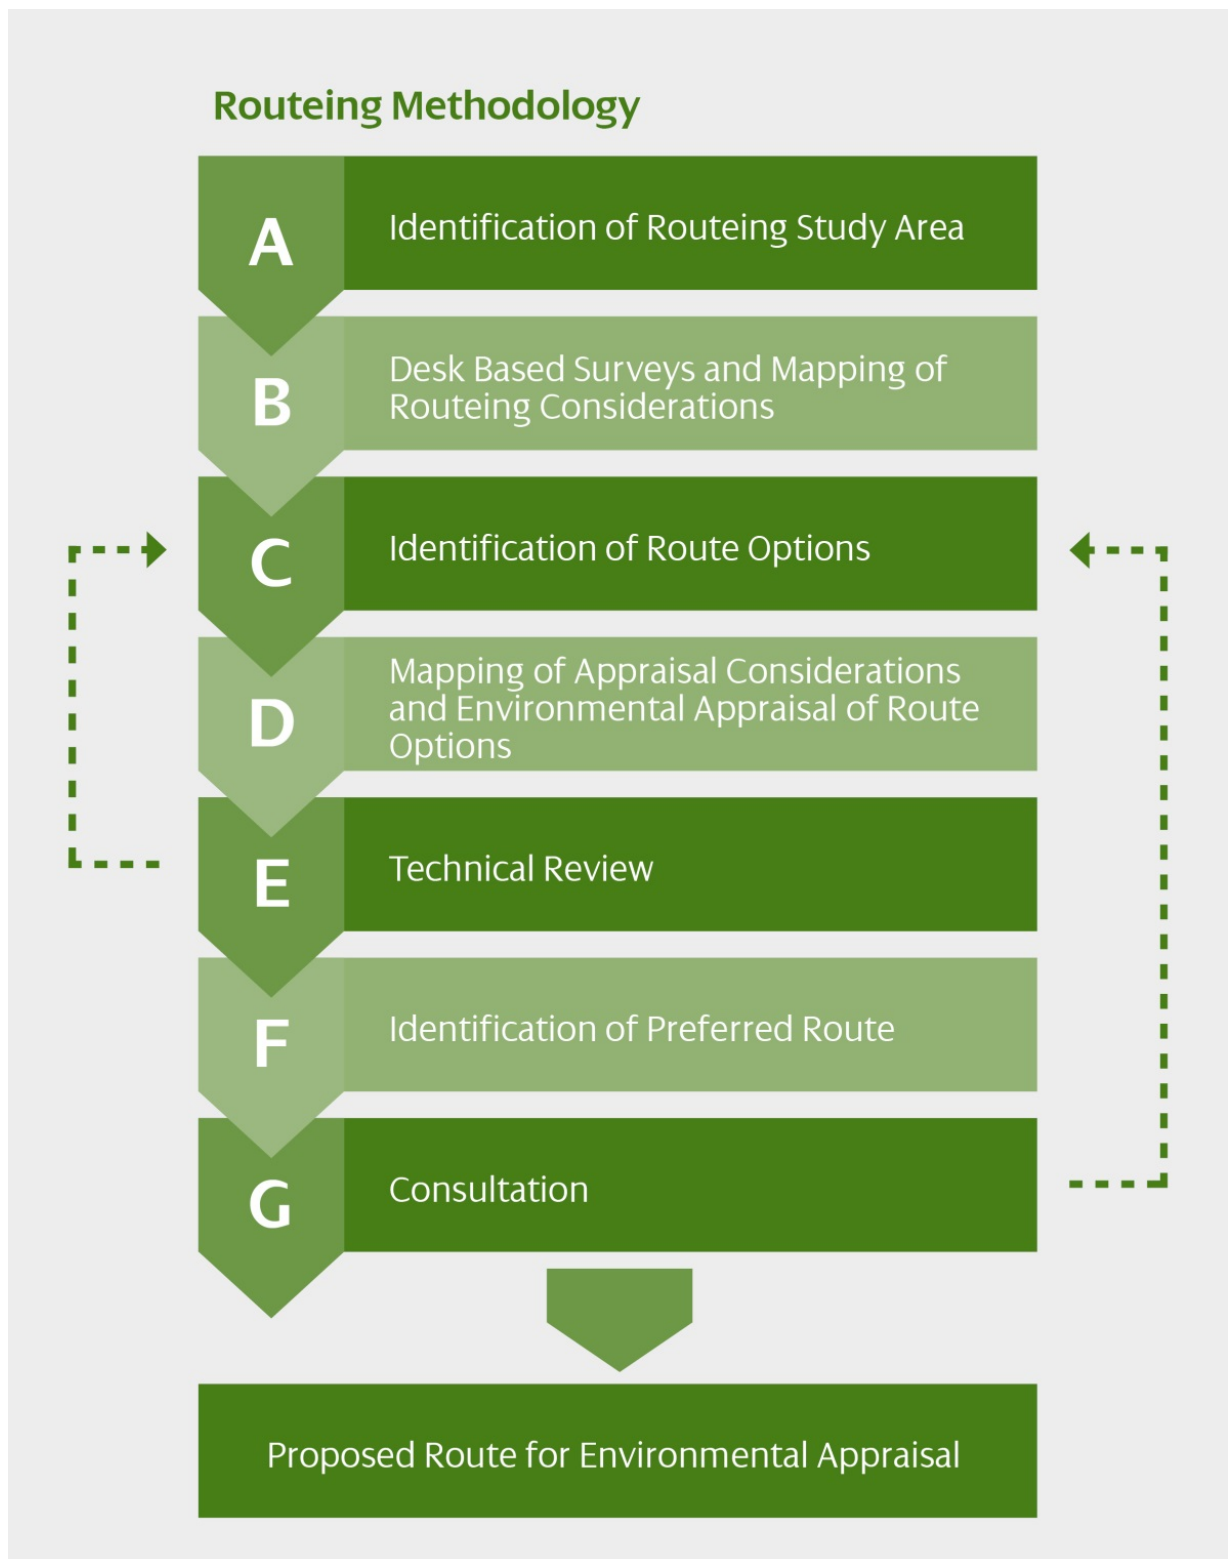 Routeing Methodology
A
Identification of Routeing Study Area
B
Desk Based Surveys and Mapping of
Routeing Considerations
C
Identification of Route Options
D
Mapping of Appraisal Considerations
and Environmental Appraisal of Route
Options
E
Technical Review
F
Identification of Preferred Route
G
Consultation
Proposed Route for Environmental Appraisal